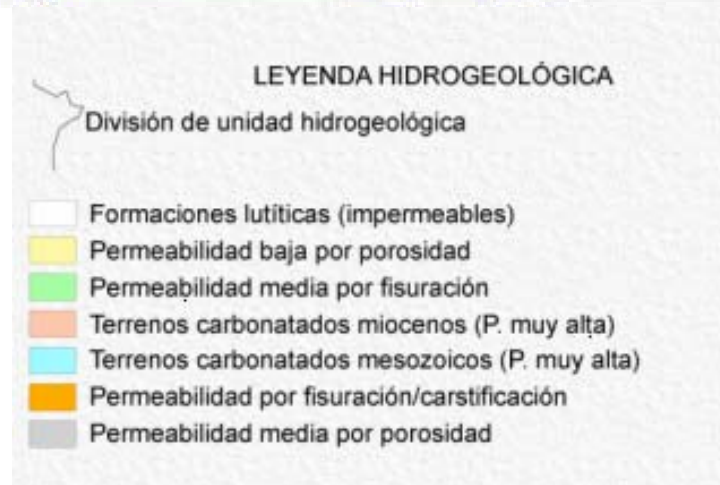 LEYENDA HIDROGEOLÓGICA
División de unidad hidrogeológica
Formaciones lutíticas (impermeables)
Permeabilidad baja por porosidad
Permeabilidad media por fisuración
Terrenos carbonatados miocenos (P. muy alta)
Terrenos carbonatados mesozoicos (P. muy alta)
Permeabilidad por fisuración/carstificación
Permeabilidad media por porosidad